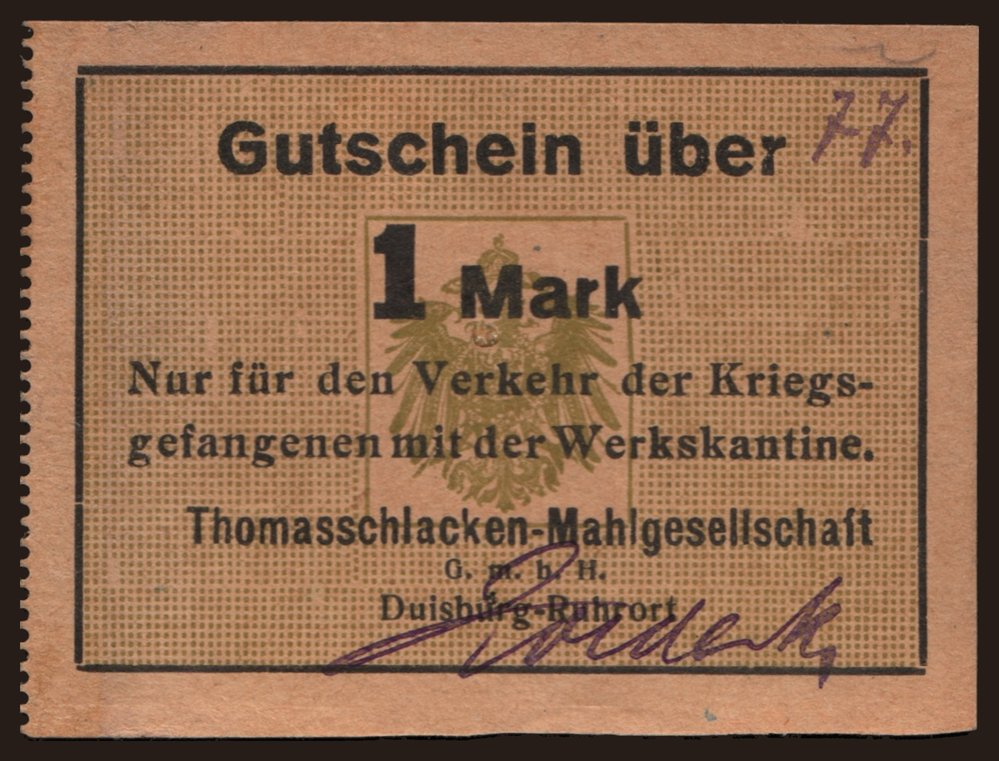 Gutschein über 77.
1 Mark
Nur für den Verkehr der Kriegs-
gefangenen mit der Werkskantine.
Thomasschlacken-Mahlgesellschaft
G. m. b. H.
Duisburg-Ruhrort